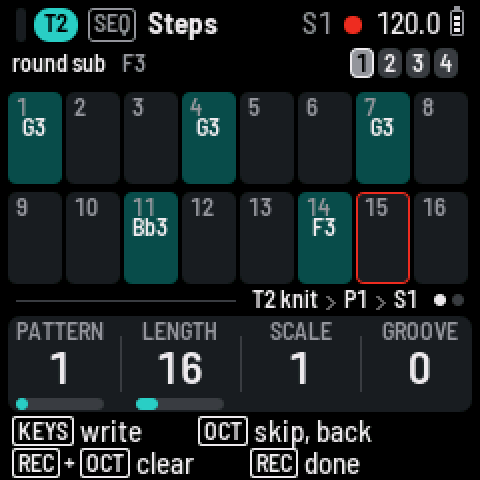 T2 SEQ Steps S1 120.0
round sub F3 1 2 3 4
1 2 3 4 5 6 7 8
G3 G3 G3
9 10 11 12 13 14 15 16
Bb3 F3
T2 knit > P1 > S1
PATTERN LENGTH SCALE GROOVE
1 16 1 0
KEYS write OCT skip, back
REC + OCT clear REC done